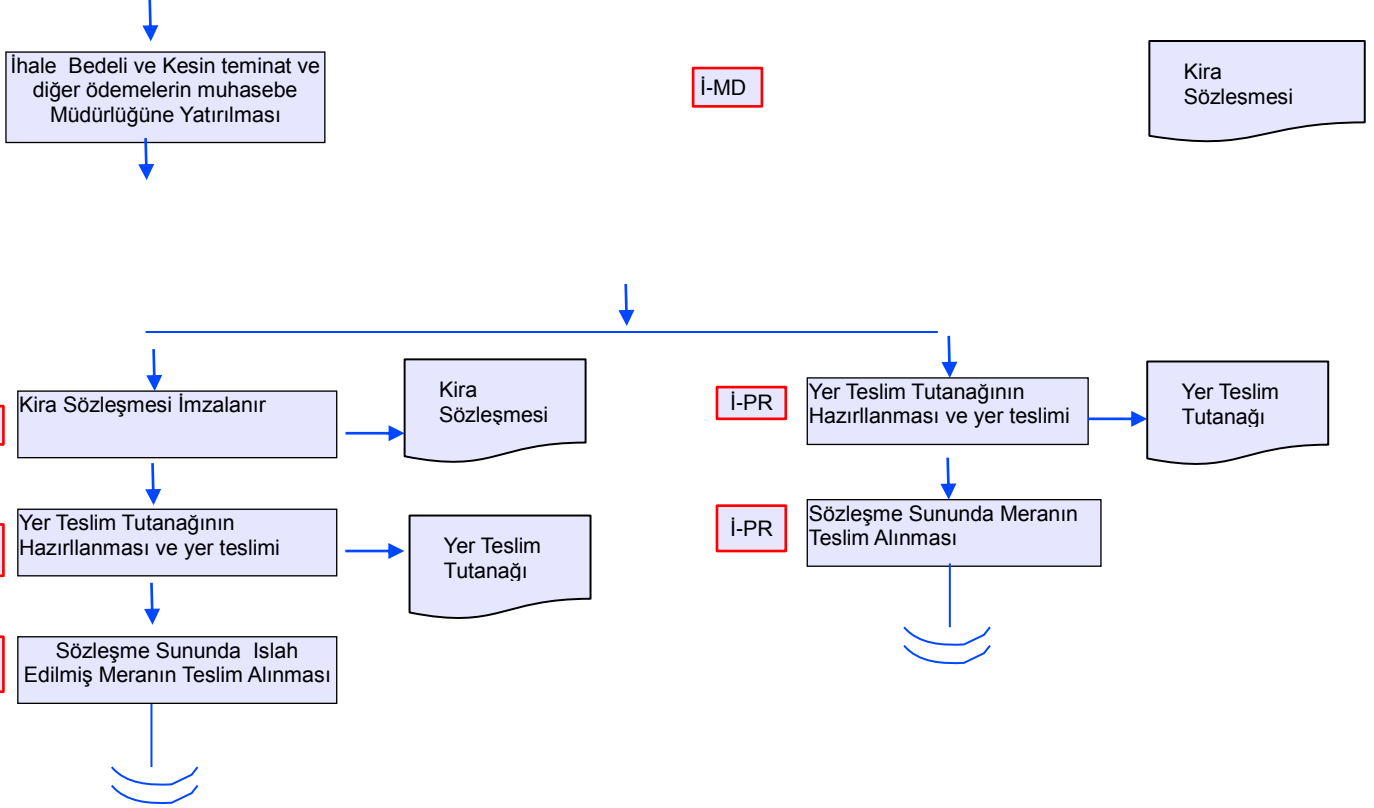 İhale Bedeli ve Kesin teminat ve
diğer ödemelerin muhasebe
Müdürlüğüne Yatırılması
İ-MD
Kira
Sözlesmesi
Kira Sözleşmesi İmzalanır
Kira
Sözleşmesi
Yer Teslim Tutanağının
Hazırllanması ve yer teslimi
Yer Teslim
Tutanağı
Sözleşme Sununda Islah
Edilmiş Meranın Teslim Alınması
İ-PR
Yer Teslim Tutanağının
Hazırllanması ve yer teslimi
Yer Teslim
Tutanağı
İ-PR
Sözleşme Sununda Meranın
Teslim Alınması